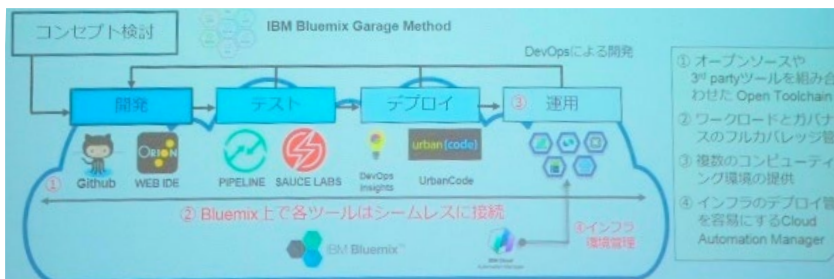 コンセプト検討
IBM Bluemix Garage Method
DevOpsによる開発
開発
テスト
デプロイ
③ 運用
Github
ORION
WEB IDE
PIPELINE
SAUCE LABS
DevOps
Insights
urban{code}
UrbanCode
①
② Bluemix上で各ツールはシームレスに接続
IBM Bluemix™
④インフラ
環境管理
IBM Cloud
Automation Manager
① オープンソースや
3rd partyツールを組み合
わせた Open Toolchain
② ワークロードとガバナ
スのフルカバレッジ管
③ 複数のコンピューティ
ング環境の提供
④ インフラのデプロイ管
を容易にするCloud
Automation Manager